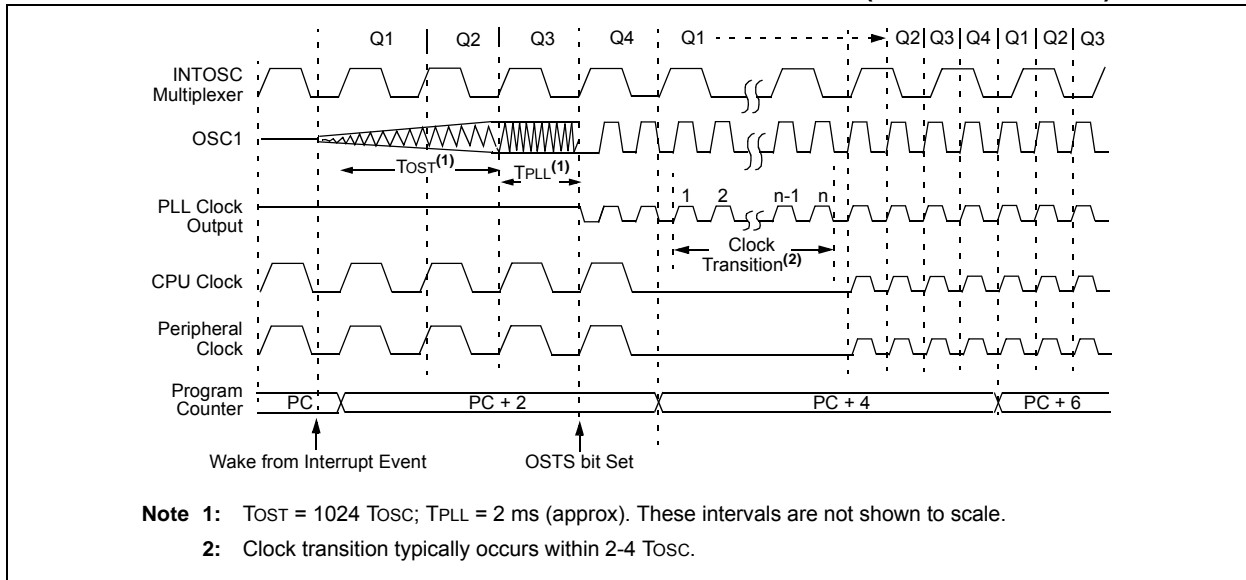 Q1 Q2 Q3 Q4 Q1 Q2 Q3 Q4 Q1 Q2 Q3
INTOSC
Multiplexer
OSC1
TOST(1)
TPLL(1)
1 2 n-1 n
PLL Clock
Output
Clock
Transition(2)
CPU Clock
Peripheral
Clock
Program
Counter
PC PC + 2 PC + 4 PC + 6
Wake from Interrupt Event
OSTS bit Set
Note 1: TOST = 1024 TOSC; TPLL = 2 ms (approx). These intervals are not shown to scale.
2: Clock transition typically occurs within 2-4 TOSC.